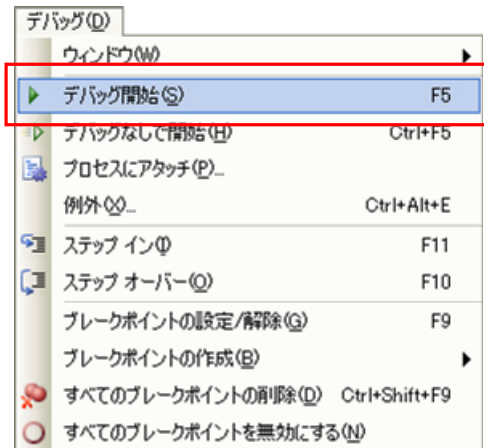 デバッグ(D)
ウィンドウ(W)
デバッグ開始(S) F5
デバッグなしで開始(H) Ctrl+F5
プロセスにアタッチ(P)...
例外(X)... Ctrl+Alt+E
ステップ イン(I) F11
ステップ オーバー(O) F10
ブレークポイントの設定/解除(G) F9
ブレークポイントの作成(B)
すべてのブレークポイントの削除(D) Ctrl+Shift+F9
すべてのブレークポイントを無効にする(N)